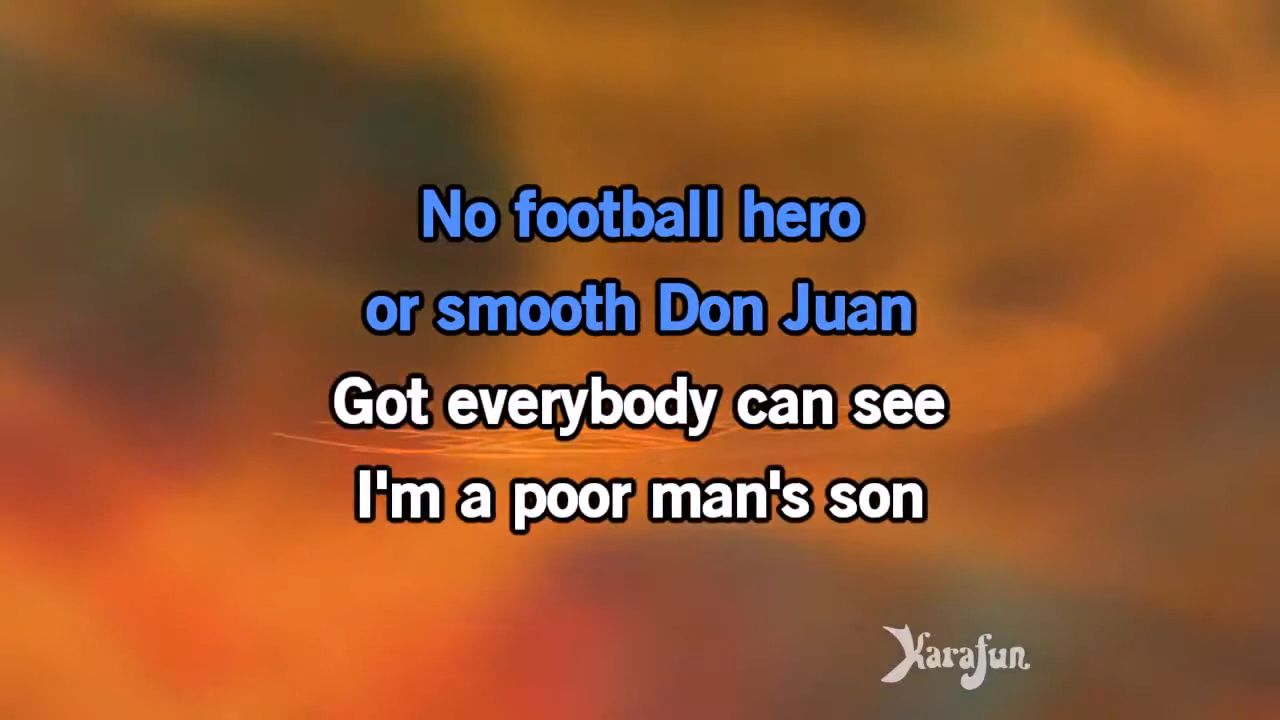 No football hero
or smooth Don Juan
Got everybody can see
I'm a poor man's son
Karafun